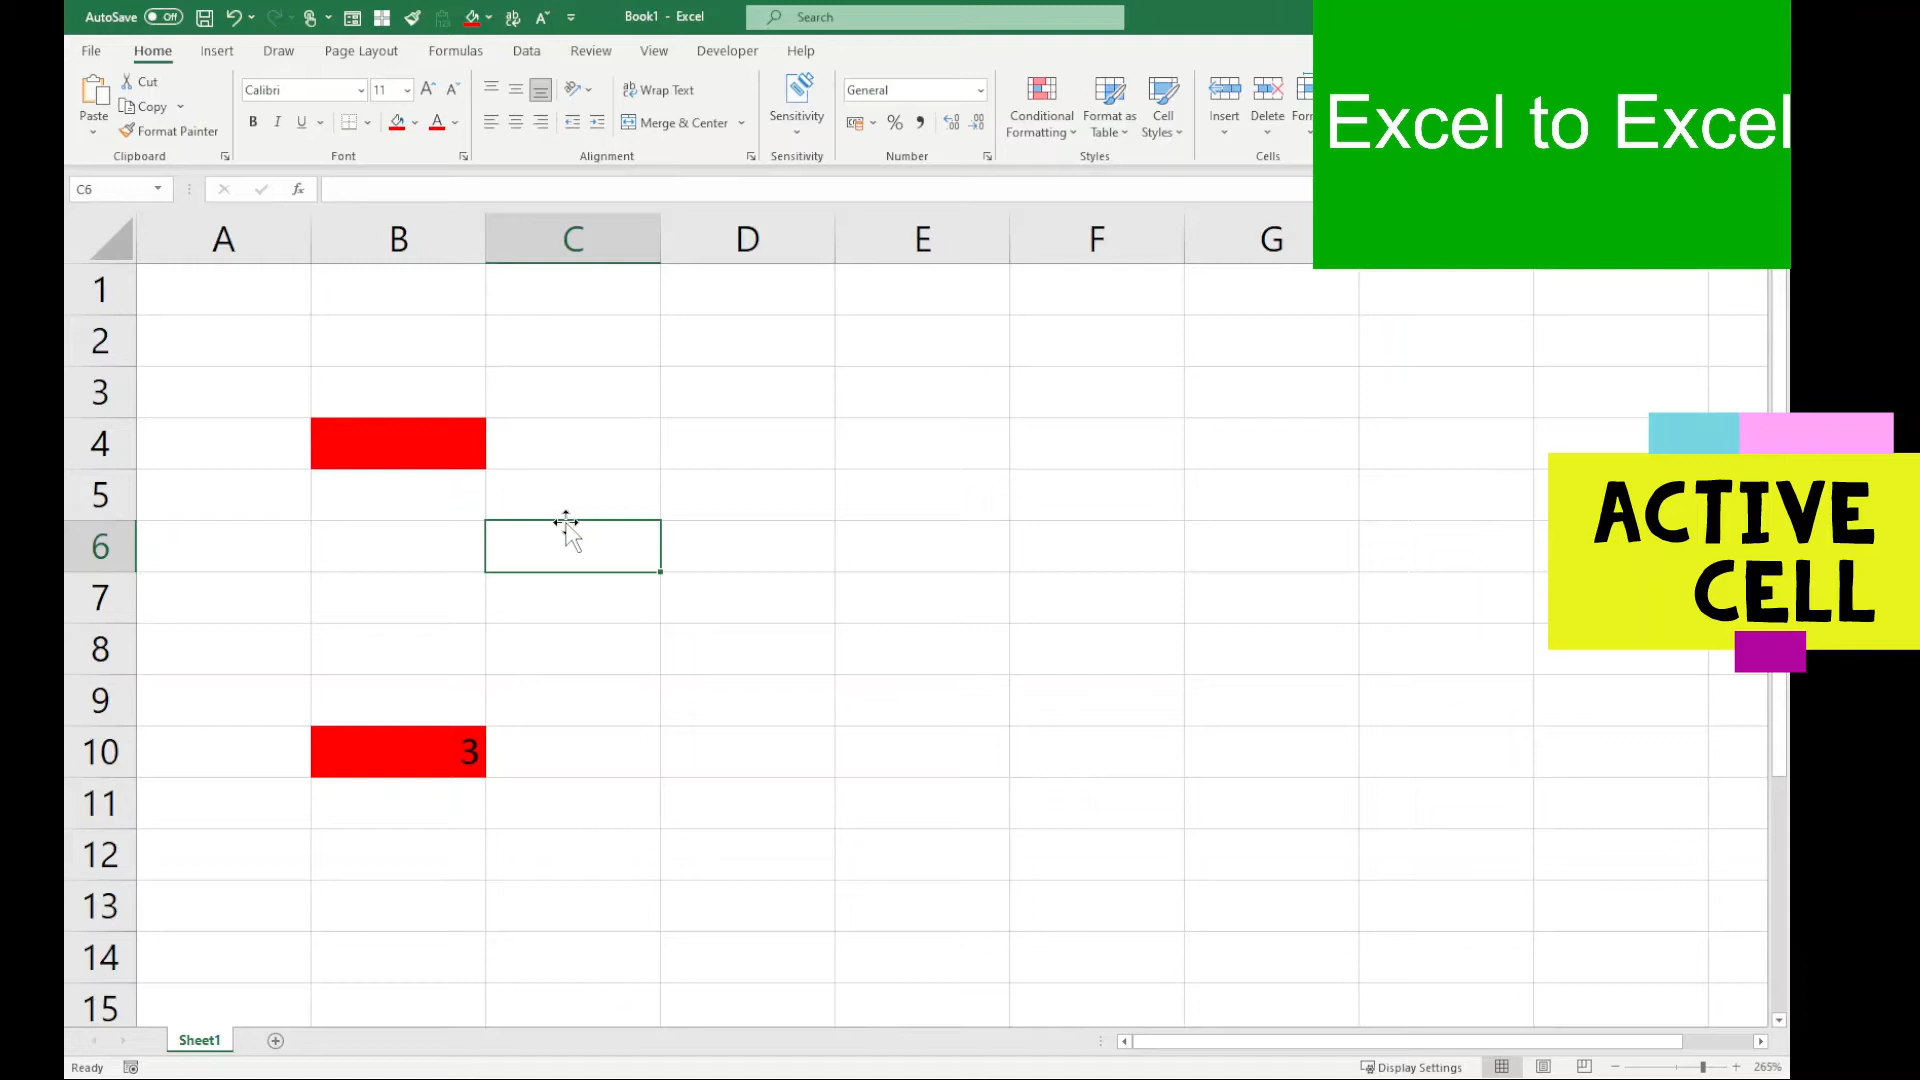 AutoSave Off
Book1 - Excel
Search
File Home Insert Draw Page Layout Formulas Data Review View Developer Help
Paste
Cut
Copy
Format Painter
Clipboard
Calibri 11
B I U
Font
Wrap Text
Merge & Center
Alignment
Sensitivity
Sensitivity
General
%
Number
Conditional Formatting
Format as Table
Cell Styles
Styles
Insert
Delete
Form
Cells
Excel to Excel
C6
fx
A B C D E F G
1
2
3
4
5
6
7
8
9
10 3
11
12
13
14
15
ACTIVE
CELL
Sheet1
Ready
Display Settings
265%